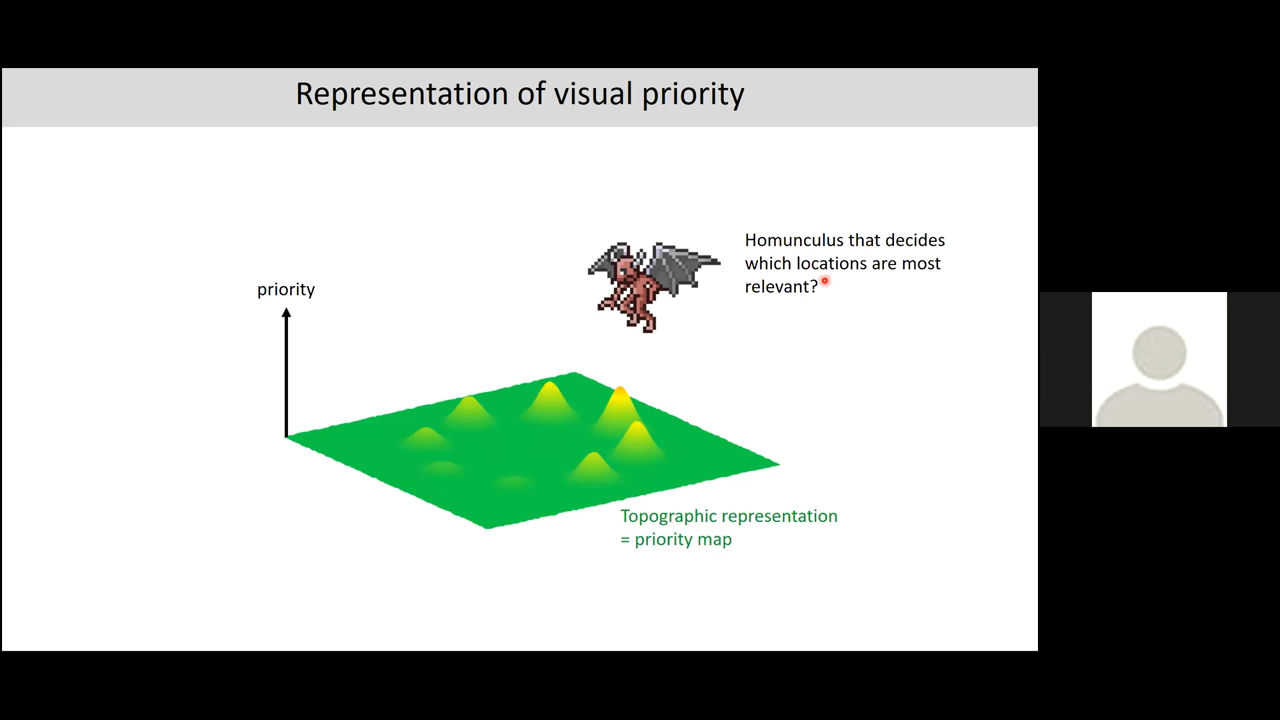 Representation of visual priority
Homunculus that decides
which locations are most
relevant?
priority
Topographic representation
= priority map